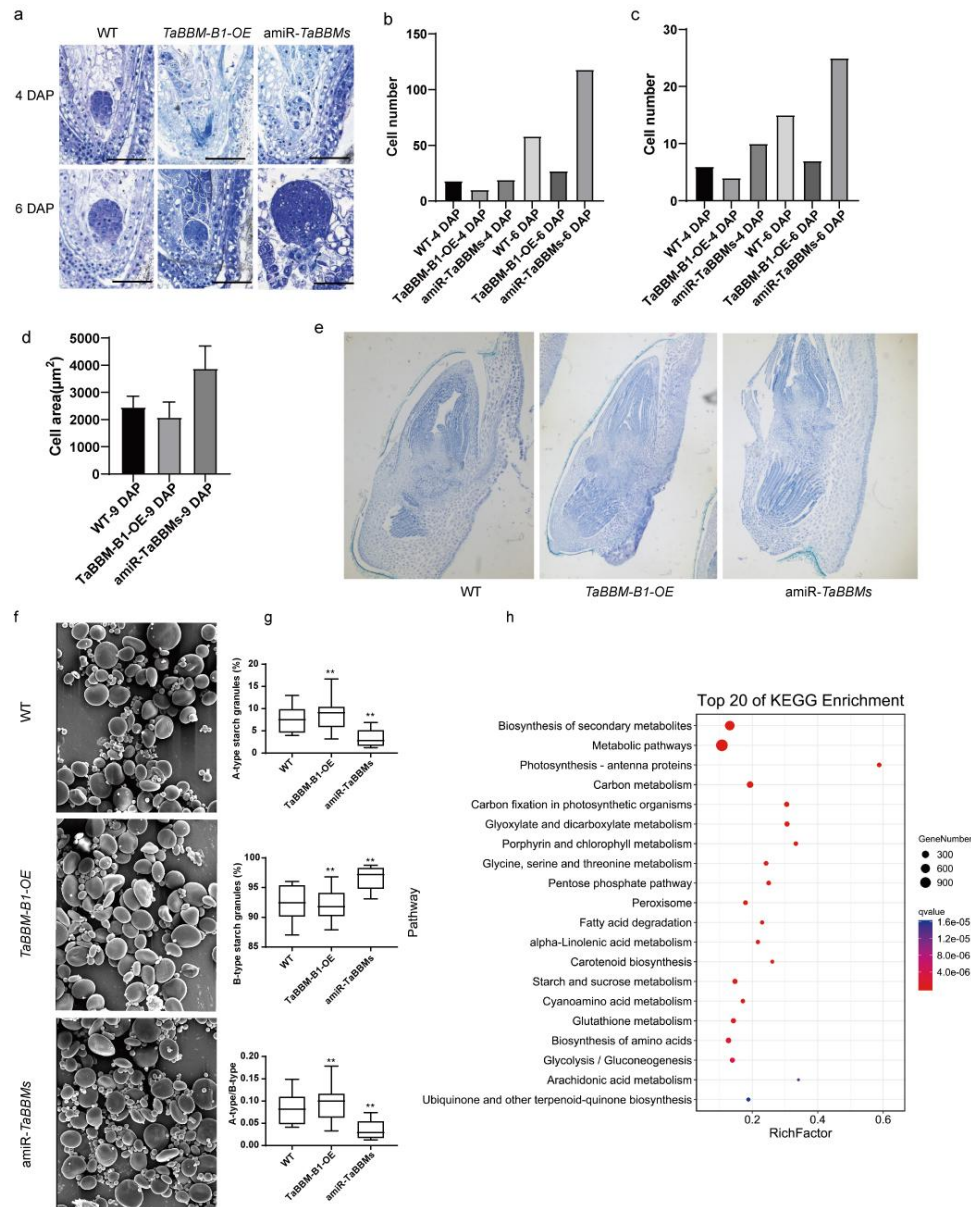 a
WT
TaBBM-B1-OE
amiR-TaBBMs
4 DAP
6 DAP
b
Cell number
150
100
50
0
WT-4 DAP
TaBBM-B1-OE-4 DAP
amiR-TaBBMs-4 DAP
WT-6 DAP
TaBBM-B1-OE-6 DAP
amiR-TaBBMs-6 DAP
c
Cell number
30
20
10
0
WT-4 DAP
TaBBM-B1-OE-4 DAP
amiR-TaBBMs-4 DAP
WT-6 DAP
TaBBM-B1-OE-6 DAP
amiR-TaBBMs-6 DAP
d
Cell area(µm²)
5000
4000
3000
2000
1000
0
WT-9 DAP
TaBBM-B1-OE-9 DAP
amiR-TaBBMs-9 DAP
e
WT
TaBBM-B1-OE
amiR-TaBBMs
f
WT
TaBBM-B1-OE
amiR-TaBBMs
g
A-type starch granules (%)
20
15
10
5
0
**
**
WT
TaBBM-B1-OE
amiR-TaBBMs
B-type starch granules (%)
100
95
90
85
**
**
WT
TaBBM-B1-OE
amiR-TaBBMs
A-type/B-type
0.20
0.15
0.10
0.05
0.00
**
**
WT
TaBBM-B1-OE
amiR-TaBBMs
h
Top 20 of KEGG Enrichment
Pathway
Biosynthesis of secondary metabolites
Metabolic pathways
Photosynthesis - antenna proteins
Carbon metabolism
Carbon fixation in photosynthetic organisms
Glyoxylate and dicarboxylate metabolism
Porphyrin and chlorophyll metabolism
Glycine, serine and threonine metabolism
Pentose phosphate pathway
Peroxisome
Fatty acid degradation
alpha-Linolenic acid metabolism
Carotenoid biosynthesis
Starch and sucrose metabolism
Cyanoamino acid metabolism
Glutathione metabolism
Biosynthesis of amino acids
Glycolysis / Gluconeogenesis
Arachidonic acid metabolism
Ubiquinone and other terpenoid-quinone biosynthesis
0.2
0.4
0.6
RichFactor
GeneNumber
300
600
900
qvalue
1.6e-05
8.0e-06
4.0e-06